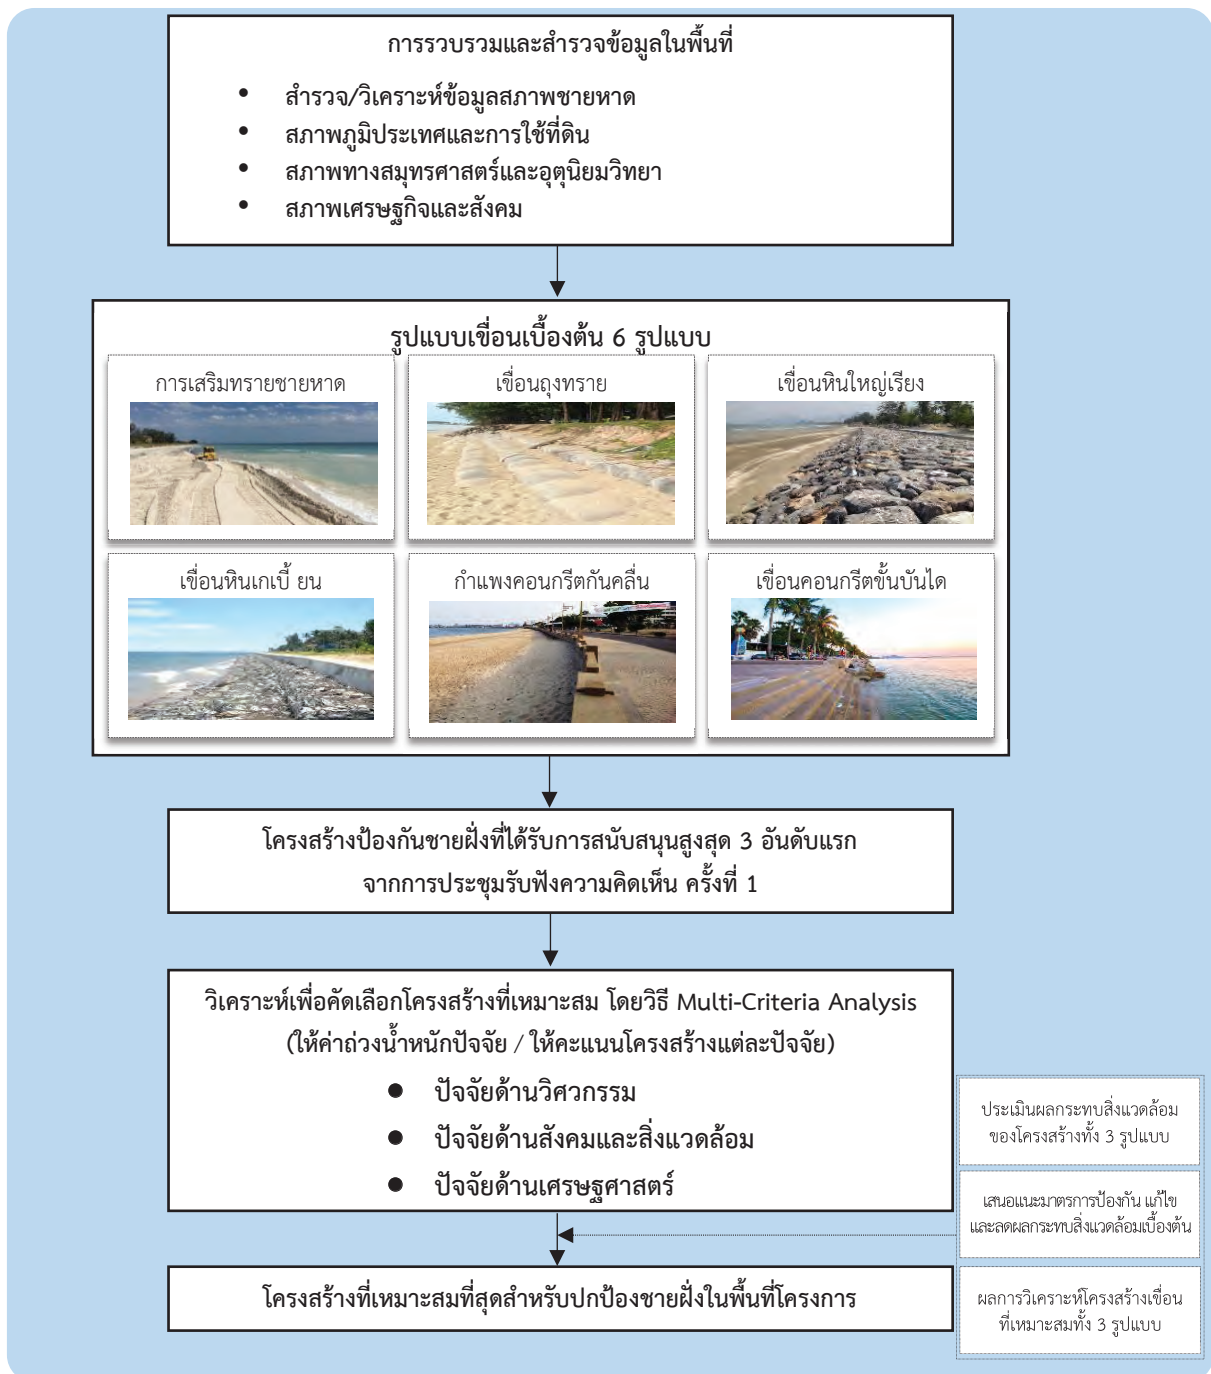 การรวบรวมและสำรวจข้อมูลในพื้นที่
• สำรวจ/วิเคราะห์ข้อมูลสภาพชายหาด
• สภาพภูมิประเทศและการใช้ที่ดิน
• สภาพทางสมุทรศาสตร์และอุตุนิยมวิทยา
• สภาพเศรษฐกิจและสังคม
รูปแบบเขื่อนเบื้องต้น 6 รูปแบบ
การเสริมทรายชายหาด
เขื่อนถุงทราย
เขื่อนหินใหญ่เรียง
เขื่อนหินเกเบี้ ยน
กำแพงคอนกรีตกันคลื่น
เขื่อนคอนกรีตขั้นบันได
โครงสร้างป้องกันชายฝั่งที่ได้รับการสนับสนุนสูงสุด 3 อันดับแรก
จากการประชุมรับฟังความคิดเห็น ครั้งที่ 1
วิเคราะห์เพื่อคัดเลือกโครงสร้างที่เหมาะสม โดยวิธี Multi-Criteria Analysis
(ให้ค่าถ่วงน้ำหนักปัจจัย / ให้คะแนนโครงสร้างแต่ละปัจจัย)
● ปัจจัยด้านวิศวกรรม
● ปัจจัยด้านสังคมและสิ่งแวดล้อม
● ปัจจัยด้านเศรษฐศาสตร์
ประเมินผลกระทบสิ่งแวดล้อม
ของโครงสร้างทั้ง 3 รูปแบบ
เสนอแนะมาตรการป้องกัน แก้ไข
และลดผลกระทบสิ่งแวดล้อมเบื้องต้น
ผลการวิเคราะห์โครงสร้างเขื่อน
ที่เหมาะสมทั้ง 3 รูปแบบ
โครงสร้างที่เหมาะสมที่สุดสำหรับปกป้องชายฝั่งในพื้นที่โครงการ